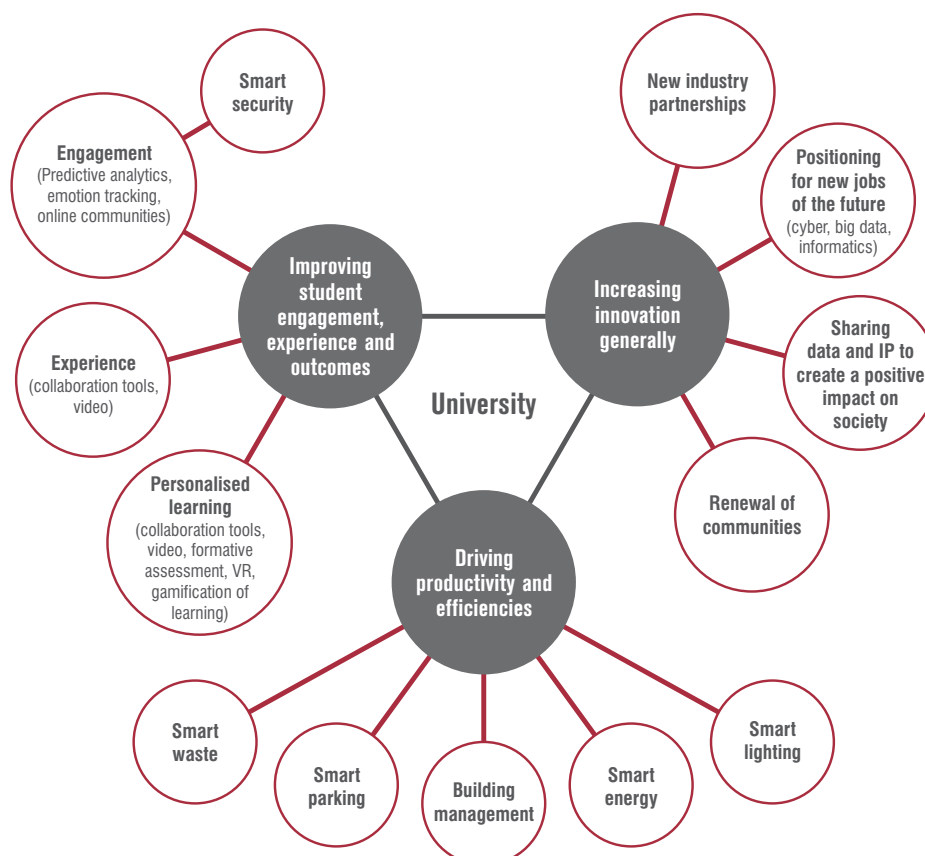 Smart
security
New industry
partnerships
Engagement
(Predictive analytics,
emotion tracking,
online communities)
Positioning
for new jobs
of the future
(cyber, big data,
informatics)
Improving
student
engagement,
experience and
outcomes
Increasing
innovation
generally
Experience
(collaboration tools,
video)
Sharing
data and IP to
create a positive
impact on
society
University
Personalised
learning
(collaboration tools,
video, formative
assessment, VR,
gamification of
learning)
Renewal of
communities
Driving
productivity and
efficiencies
Smart
waste
Smart
parking
Building
management
Smart
energy
Smart
lighting